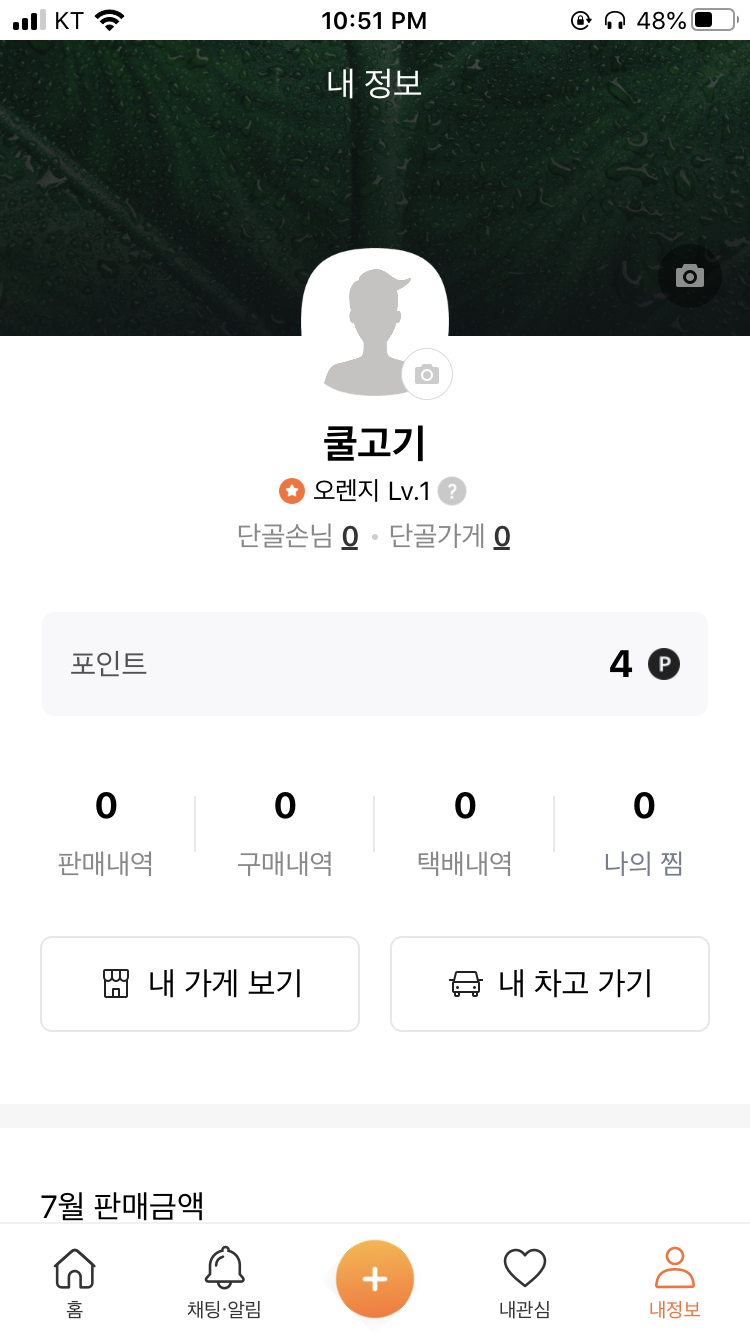 KT 10:51 PM 48%
내 정보
쿨고기
오렌지 Lv.1 ?
단골손님 0 • 단골가게 0
포인트 4 P
0 0 0 0
판매내역 구매내역 택배내역 나의 찜
내 가게 보기 내 차고 가기
7월 판매금액
홈 채팅·알림 + 내관심 내정보